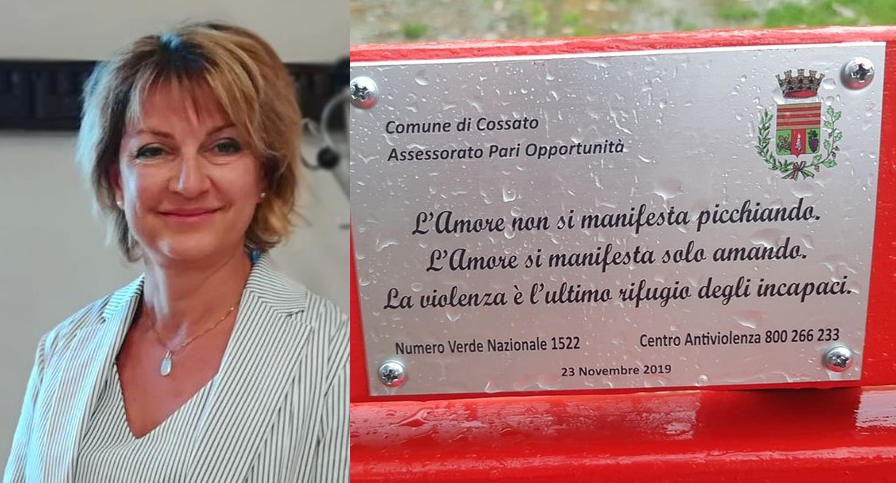 Comune di Cossato
Assessorato Pari Opportunità
L'Amore non si manifesta picchiando.
L'Amore si manifesta solo amando.
La violenza è l'ultimo rifugio degli incapaci.
Numero Verde Nazionale 1522
Centro Antiviolenza 800 266 233
23 Novembre 2019